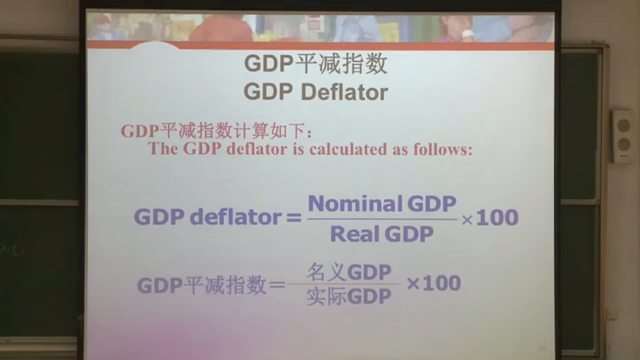 GDP平减指数
GDP Deflator
GDP平减指数计算如下：
The GDP deflator is calculated as follows:
GDP deflator = Nominal GDP / Real GDP × 100
GDP平减指数＝ 名义GDP / 实际GDP ×100